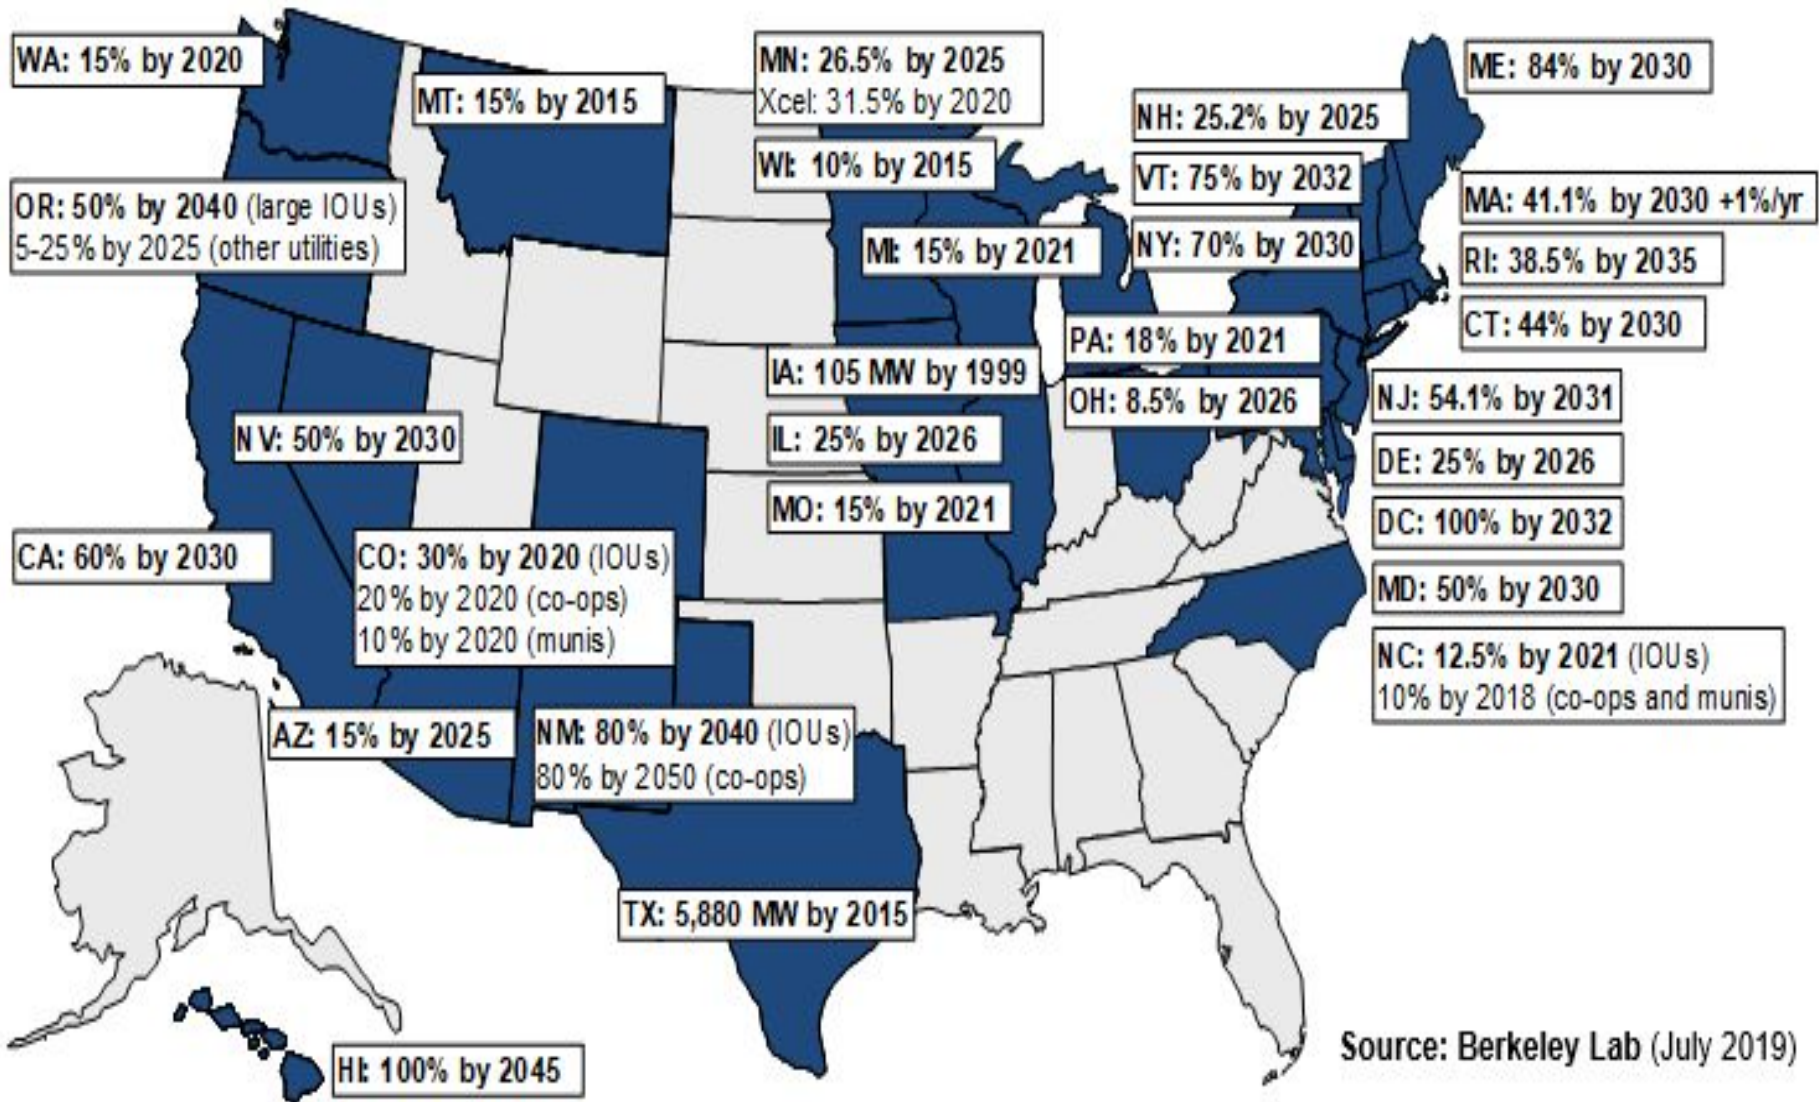 WA: 15% by 2020
MT: 15% by 2015
MN: 26.5% by 2025
Xcel: 31.5% by 2020
ME: 84% by 2030
NH: 25.2% by 2025
WI: 10% by 2015
VT: 75% by 2032
OR: 50% by 2040 (large IOUs)
5-25% by 2025 (other utilities)
MA: 41.1% by 2030 +1%/yr
MI: 15% by 2021
NY: 70% by 2030
RI: 38.5% by 2035
CT: 44% by 2030
PA: 18% by 2021
IA: 105 MW by 1999
OH: 8.5% by 2026
NJ: 54.1% by 2031
NV: 50% by 2030
IL: 25% by 2026
DE: 25% by 2026
MO: 15% by 2021
DC: 100% by 2032
CA: 60% by 2030
CO: 30% by 2020 (IOUs)
20% by 2020 (co-ops)
10% by 2020 (munis)
MD: 50% by 2030
NC: 12.5% by 2021 (IOUs)
10% by 2018 (co-ops and munis)
AZ: 15% by 2025
NM: 80% by 2040 (IOUs)
80% by 2050 (co-ops)
TX: 5,880 MW by 2015
HI: 100% by 2045
Source: Berkeley Lab (July 2019)